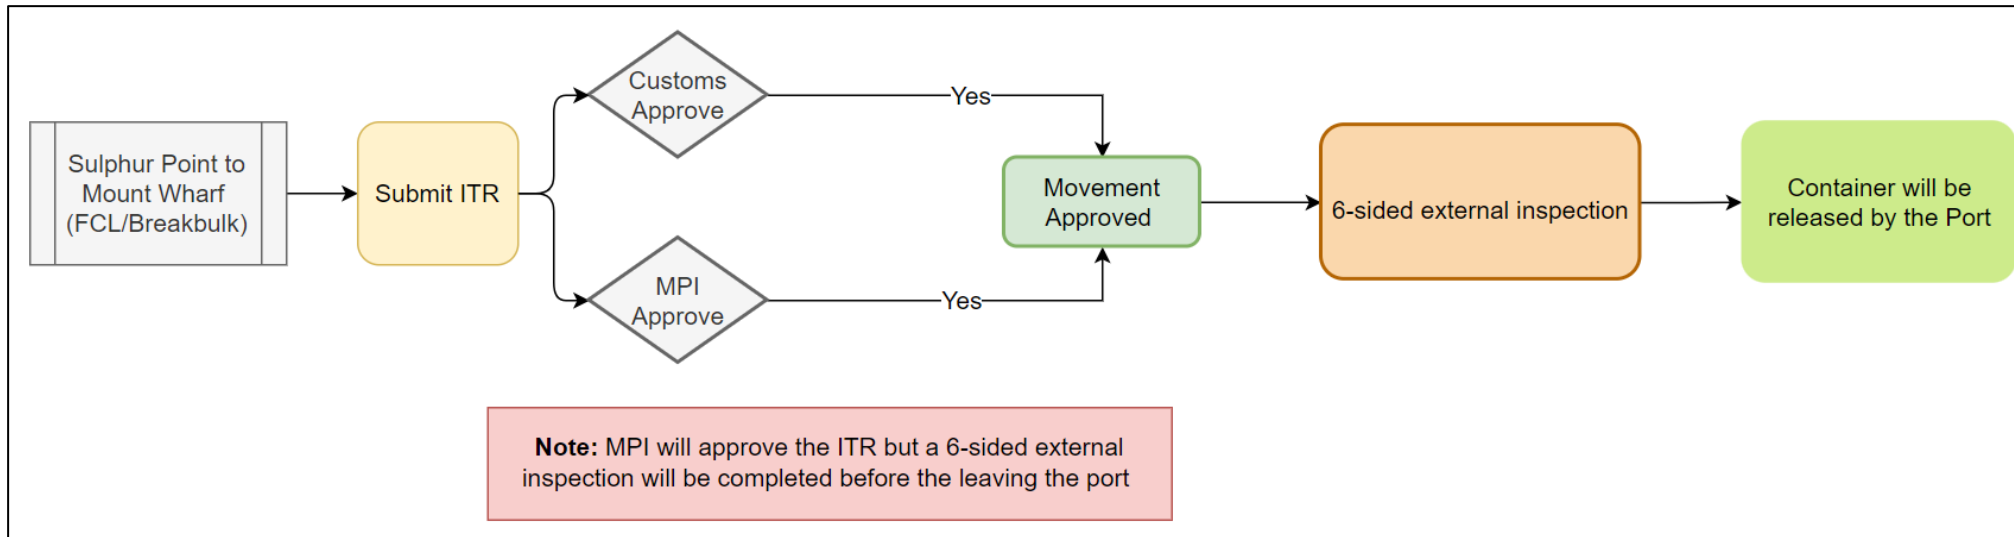 Sulphur Point to
Mount Wharf
(FCL/Breakbulk)
Submit ITR
Customs
Approve
Yes
MPI
Approve
Yes
Movement
Approved
6-sided external inspection
Container will be
released by the Port
Note: MPI will approve the ITR but a 6-sided external
inspection will be completed before the leaving the port